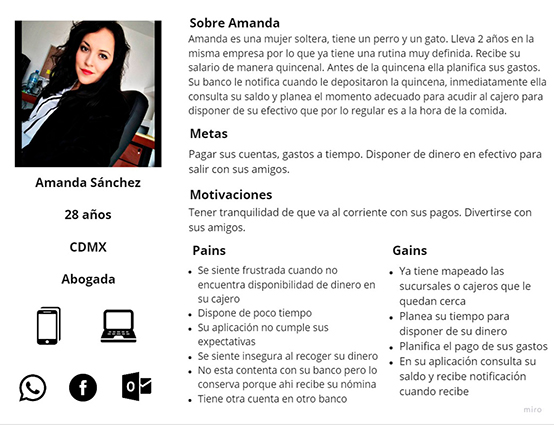 Sobre Amanda
Amanda es una mujer soltera, tiene un perro y un gato. Lleva 2 años en la
misma empresa por lo que ya tiene una rutina muy definida. Recibe su
salario de manera quincenal. Antes de la quincena ella planifica sus gastos.
Su banco le notifica cuando le depositaron la quincena, inmediatamente ella
consulta su saldo y planea el momento adecuado para acudir al cajero para
disponer de su efectivo que por lo regular es a la hora de la comida.
Metas
Pagar sus cuentas, gastos a tiempo. Disponer de dinero en efectivo para
salir con sus amigos.
Motivaciones
Tener tranquilidad de que va al corriente con sus pagos. Divertirse con
sus amigos.
Amanda Sánchez
28 años
CDMX
Abogada
Pains
Se siente frustrada cuando no
encuentra disponibilidad de dinero en
su cajero
Dispone de poco tiempo
Su aplicación no cumple sus
expectativas
Se siente insegura al recoger su dinero
No esta contenta con su banco pero lo
conserva porque ahi recibe su nómina
Tiene otra cuenta en otro banco
Gains
Ya tiene mapeado las
sucursales o cajeros que le
quedan cerca
Planea su tiempo para
disponer de su dinero
Planifica el pago de sus gastos
En su aplicación consulta su
saldo y recibe notificación
cuando recibe
miro